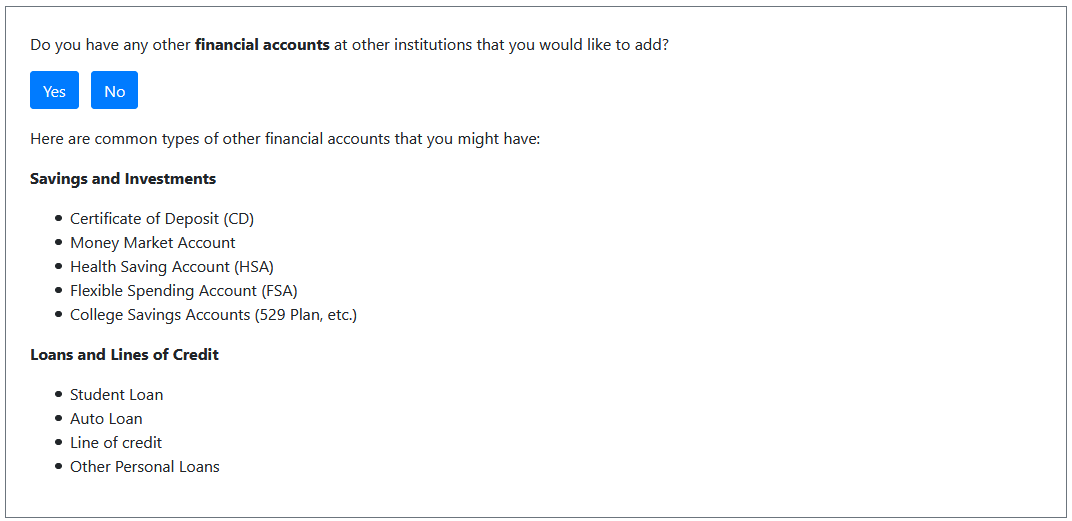 Do you have any other financial accounts at other institutions that you would like to add?
Yes No
Here are common types of other financial accounts that you might have:
Savings and Investments
Certificate of Deposit (CD)
Money Market Account
Health Saving Account (HSA)
Flexible Spending Account (FSA)
College Savings Accounts (529 Plan, etc.)
Loans and Lines of Credit
Student Loan
Auto Loan
Line of credit
Other Personal Loans